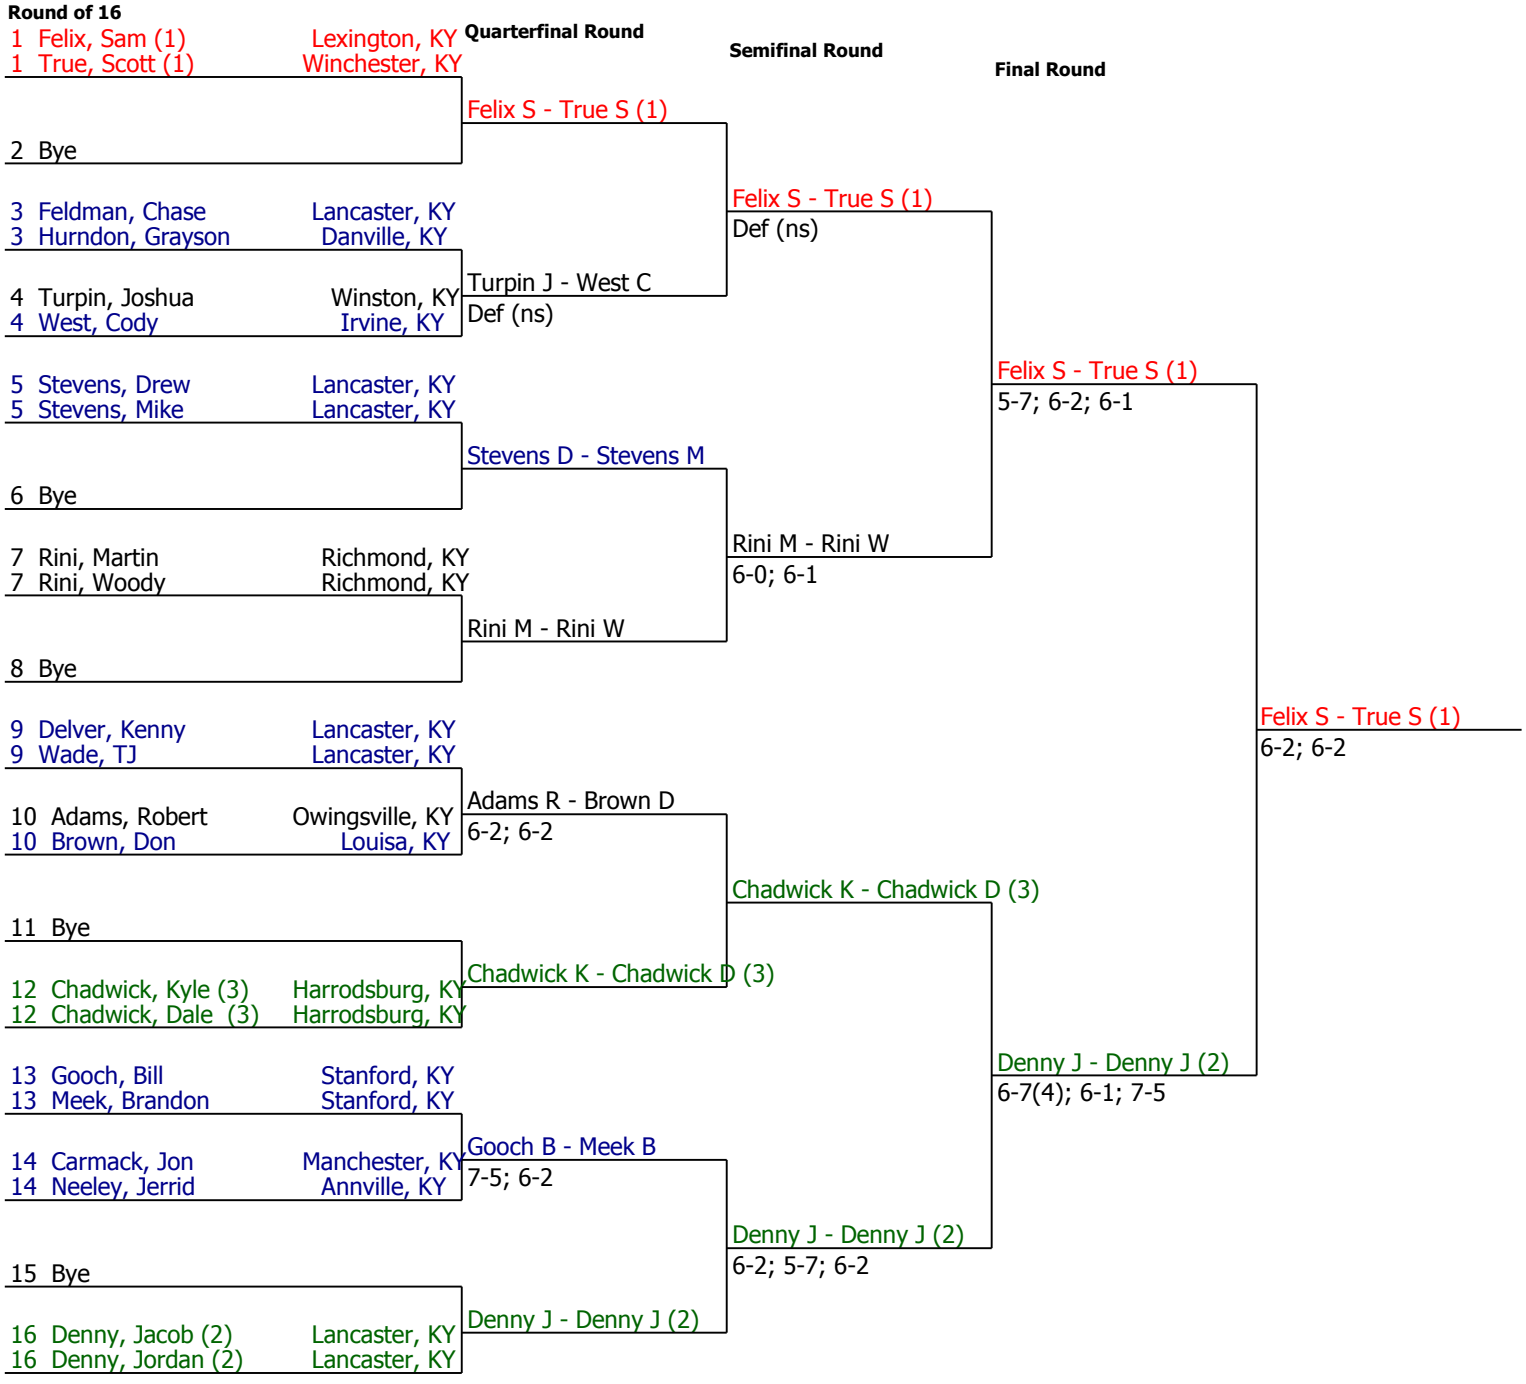 Round of 16
Quarterfinal Round
Semifinal Round
Final Round
1 Felix, Sam (1) Lexington, KY
1 True, Scott (1) Winchester, KY
Felix S - True S (1)
2 Bye
Felix S - True S (1)
Def (ns)
3 Feldman, Chase Lancaster, KY
3 Hurndon, Grayson Danville, KY
Turpin J - West C
Def (ns)
4 Turpin, Joshua Winston, KY
4 West, Cody Irvine, KY
Felix S - True S (1)
5-7; 6-2; 6-1
5 Stevens, Drew Lancaster, KY
5 Stevens, Mike Lancaster, KY
Stevens D - Stevens M
6 Bye
Rini M - Rini W
6-0; 6-1
7 Rini, Martin Richmond, KY
7 Rini, Woody Richmond, KY
Rini M - Rini W
8 Bye
Felix S - True S (1)
6-2; 6-2
9 Delver, Kenny Lancaster, KY
9 Wade, TJ Lancaster, KY
Adams R - Brown D
6-2; 6-2
10 Adams, Robert Owingsville, KY
10 Brown, Don Louisa, KY
Chadwick K - Chadwick D (3)
11 Bye
Chadwick K - Chadwick D (3)
12 Chadwick, Kyle (3) Harrodsburg, KY
12 Chadwick, Dale (3) Harrodsburg, KY
Denny J - Denny J (2)
6-7(4); 6-1; 7-5
13 Gooch, Bill Stanford, KY
13 Meek, Brandon Stanford, KY
Gooch B - Meek B
7-5; 6-2
14 Carmack, Jon Manchester, KY
14 Neeley, Jerrid Annville, KY
Denny J - Denny J (2)
6-2; 5-7; 6-2
15 Bye
Denny J - Denny J (2)
16 Denny, Jacob (2) Lancaster, KY
16 Denny, Jordan (2) Lancaster, KY